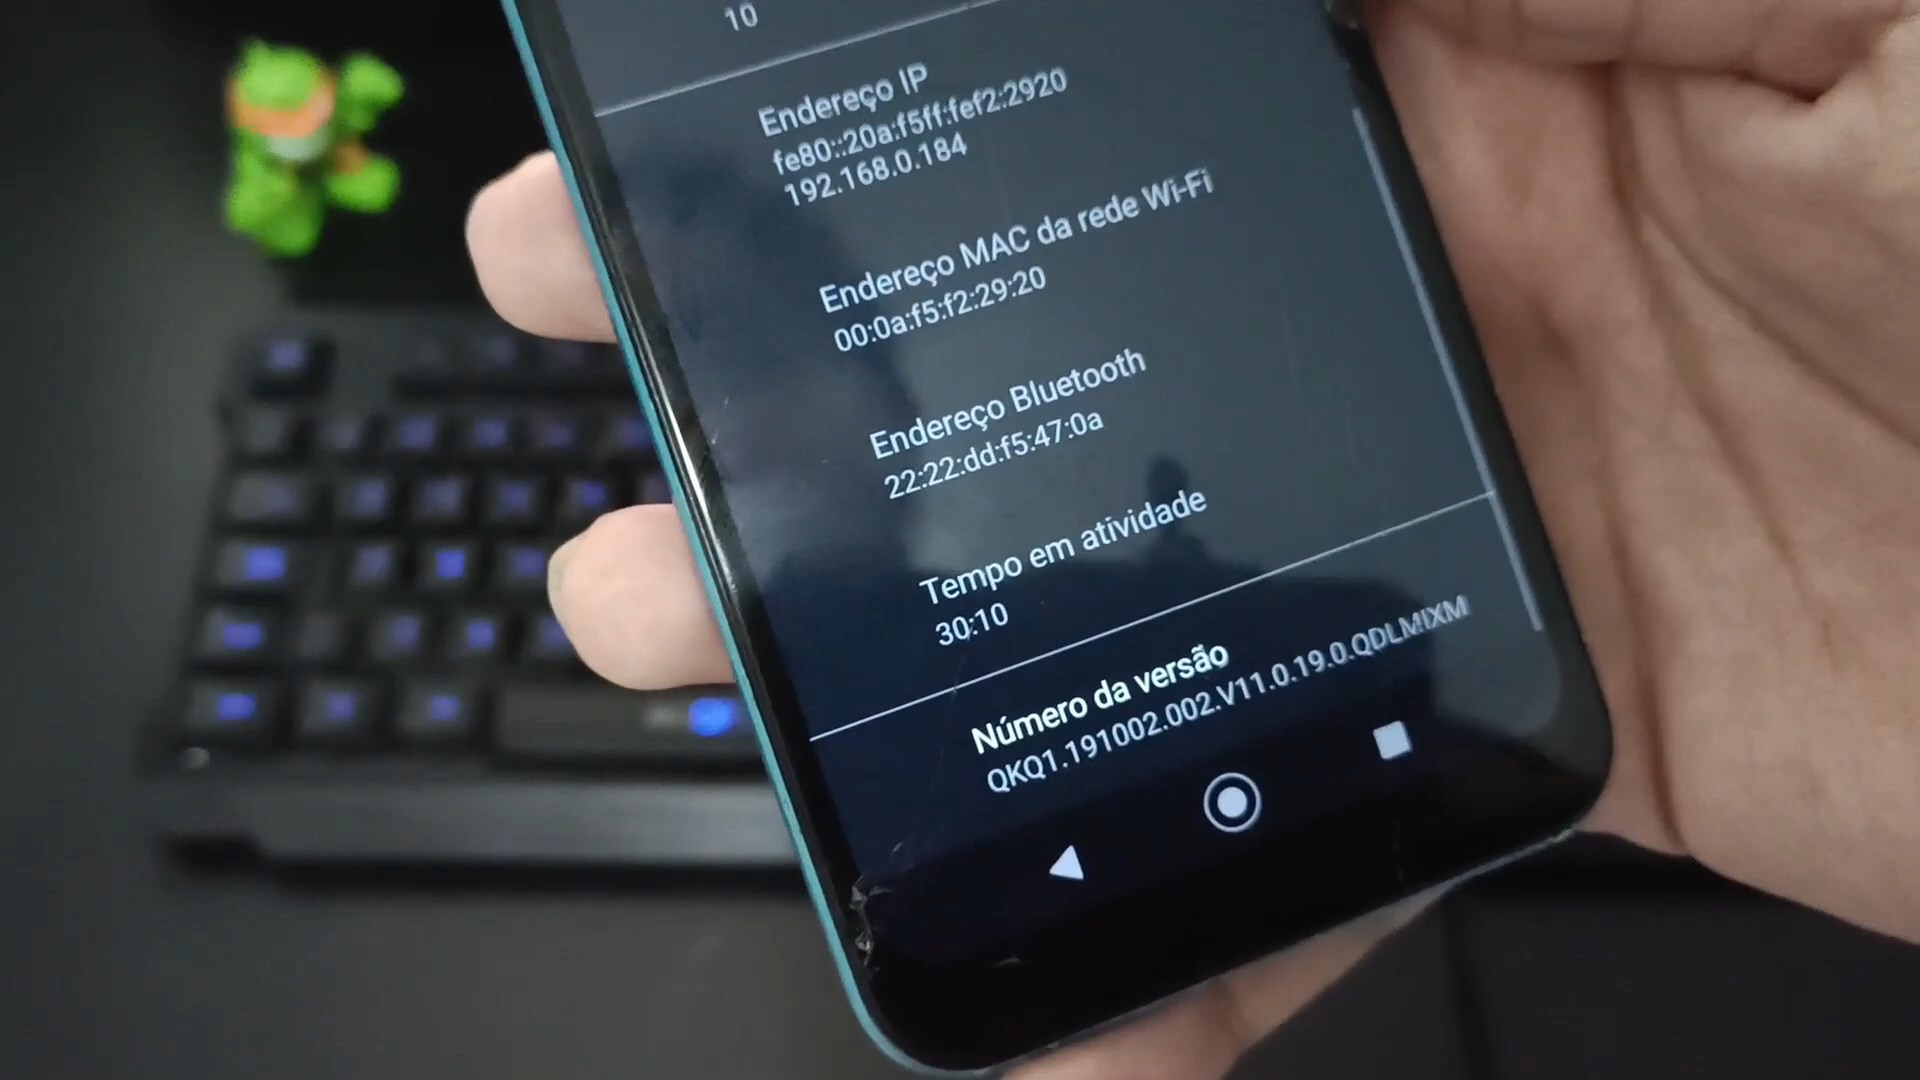 10
Endereço IP
fe80::20a:f5ff:fef2:2920
192.168.0.184
Endereço MAC da rede Wi-Fi
00:0a:f5:f2:29:20
Endereço Bluetooth
22:22:dd:f5:47:0a
Tempo em atividade
30:10
Número da versão
QKQ1.191002.002.V11.0.19.0.QDLMIXM